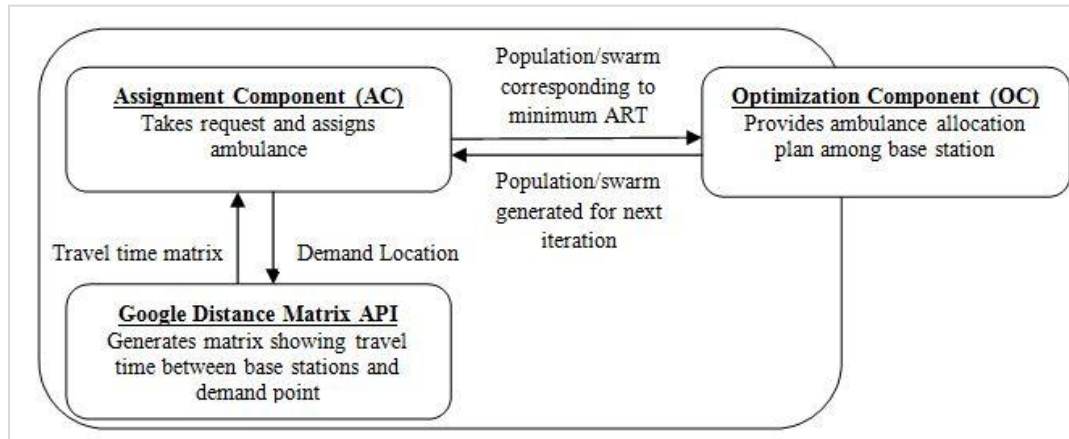 Assignment Component (AC)
Takes request and assigns
ambulance
Population/swarm
corresponding to
minimum ART
Optimization Component (OC)
Provides ambulance allocation
plan among base station
Population/swarm
generated for next
iteration
Travel time matrix
Demand Location
Google Distance Matrix API
Generates matrix showing travel
time between base stations and
demand point